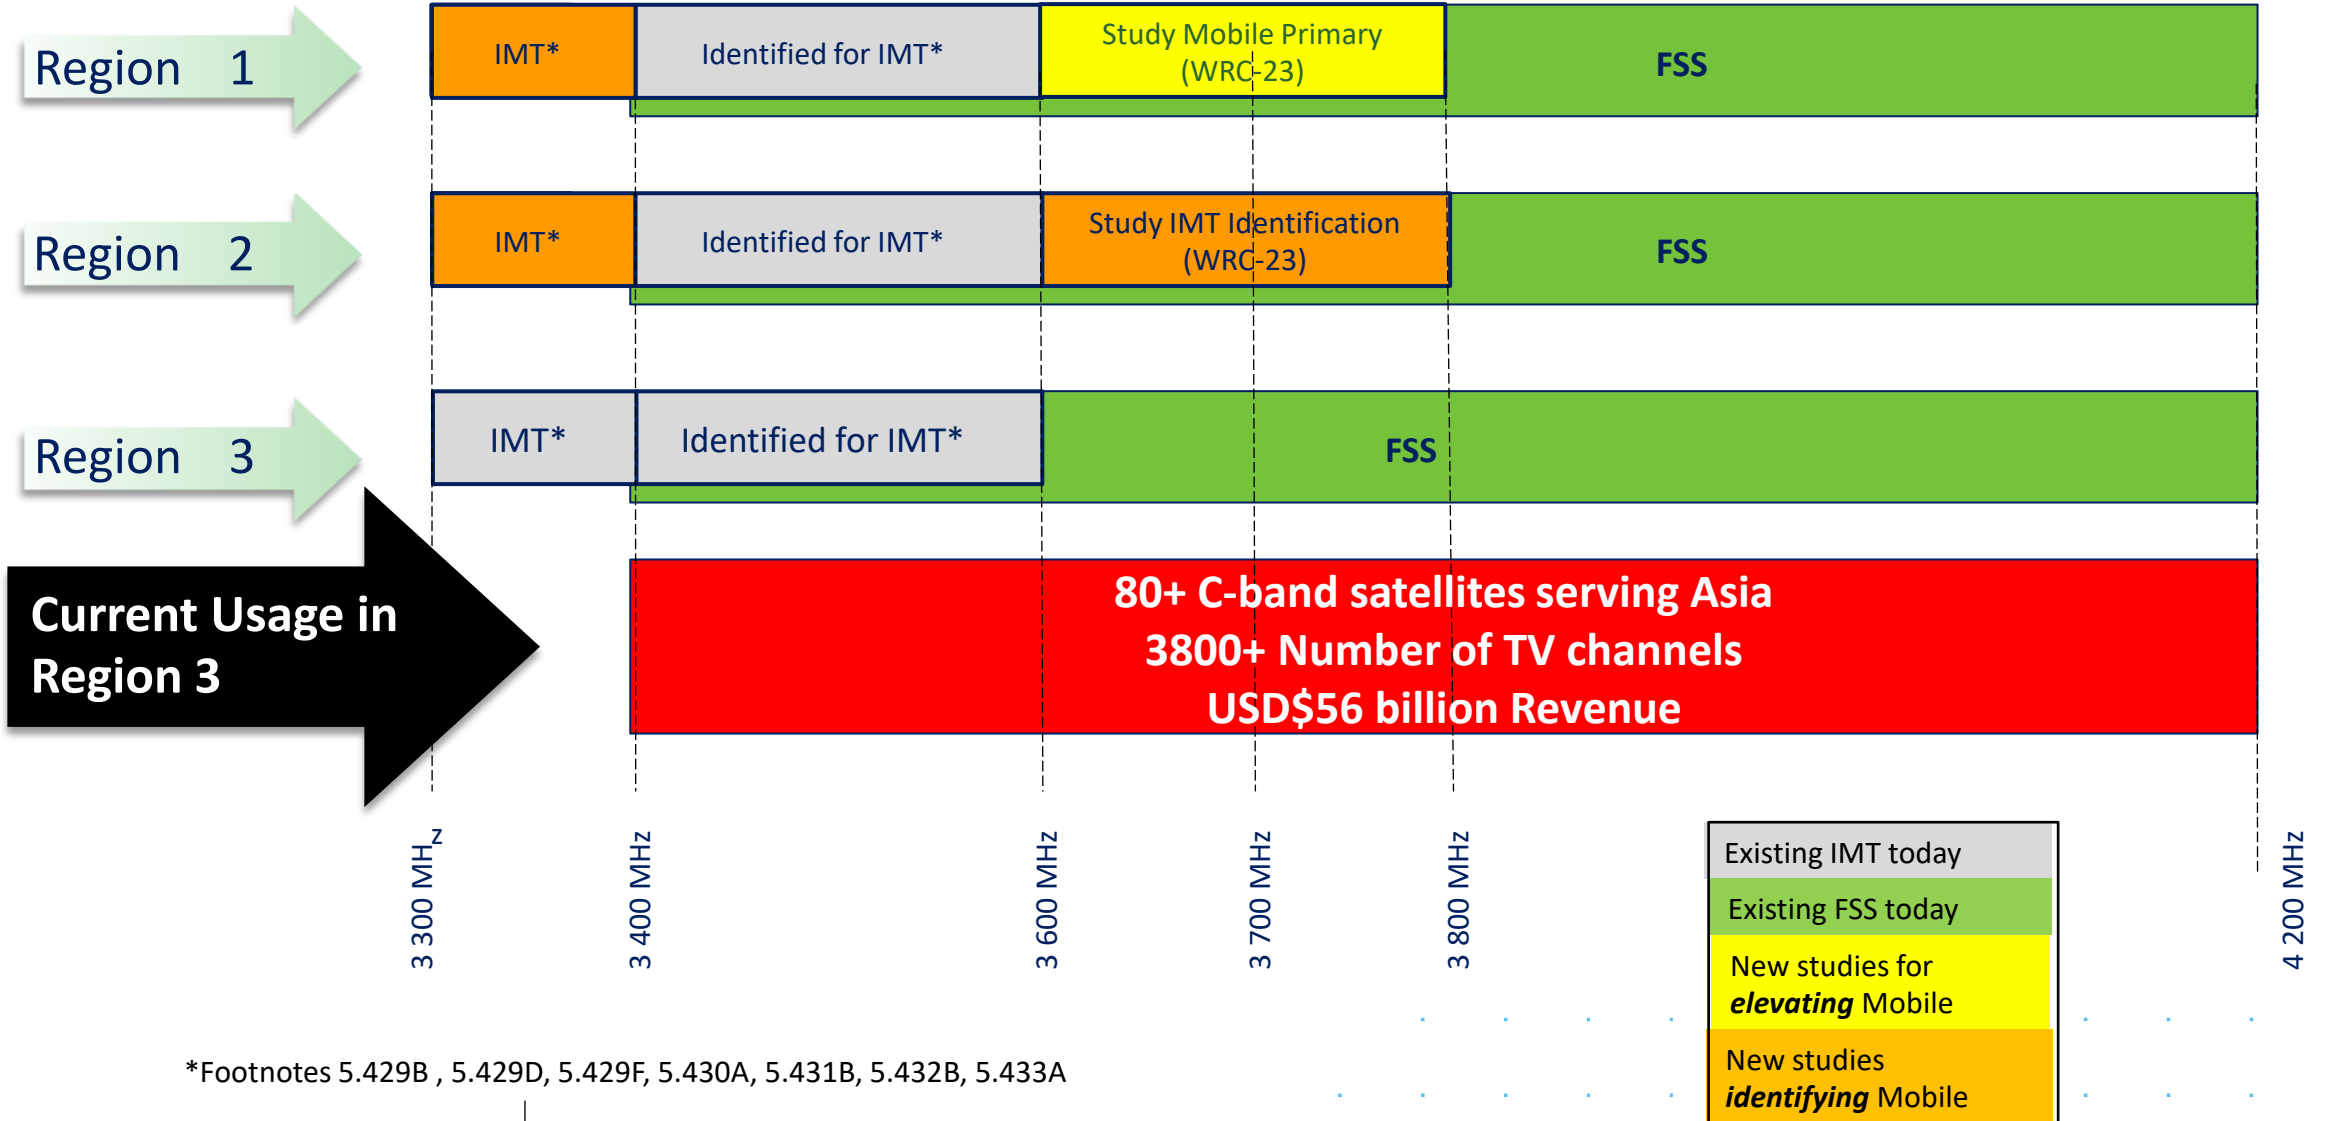 Region 1
IMT*
Identified for IMT*
Study Mobile Primary
(WRC-23)
FSS
Region 2
IMT*
Identified for IMT*
Study IMT Identification
(WRC-23)
FSS
Region 3
IMT*
Identified for IMT*
FSS
Current Usage in
Region 3
80+ C-band satellites serving Asia
3800+ Number of TV channels
USD$56 billion Revenue
3 300 MHz
3 400 MHz
3 600 MHz
3 700 MHz
3 800 MHz
4 200 MHz
Existing IMT today
Existing FSS today
New studies for
elevating Mobile
New studies
identifying Mobile
*Footnotes 5.429B , 5.429D, 5.429F, 5.430A, 5.431B, 5.432B, 5.433A